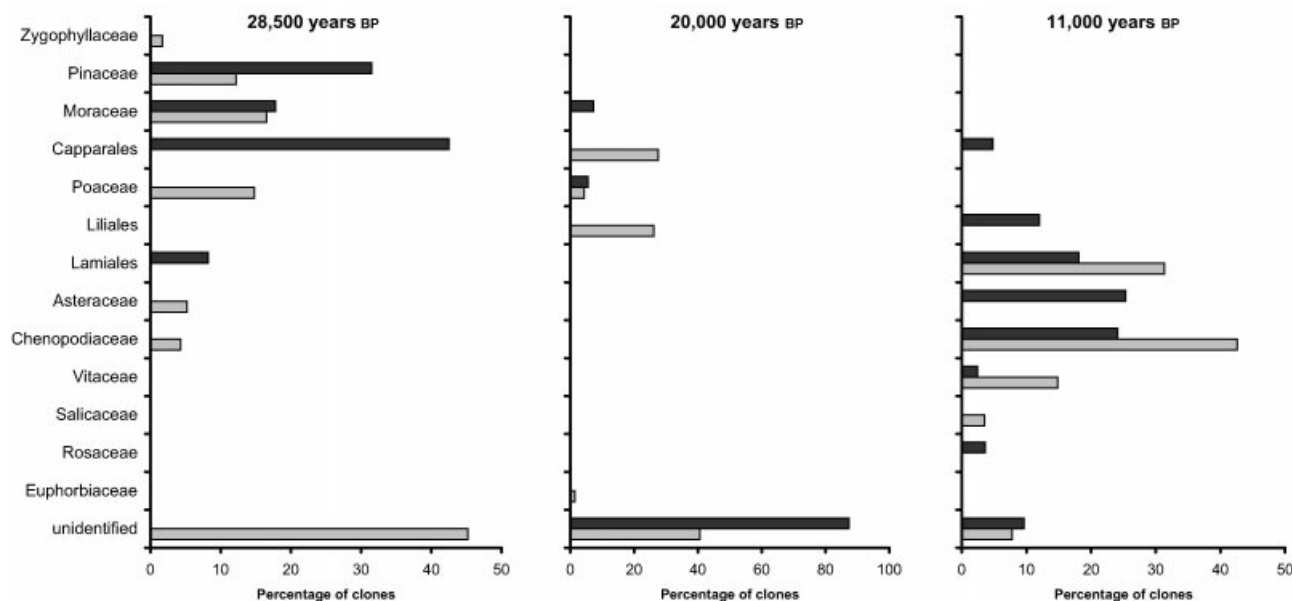 28,500 years BP
20,000 years BP
11,000 years BP
Zygophyllaceae
Pinaceae
Moraceae
Capparales
Poaceae
Liliales
Lamiales
Asteraceae
Chenopodiaceae
Vitaceae
Salicaceae
Rosaceae
Euphorbiaceae
unidentified
0 10 20 30 40 50
0 20 40 60 80 100
0 10 20 30 40 50
Percentage of clones
Percentage of clones
Percentage of clones